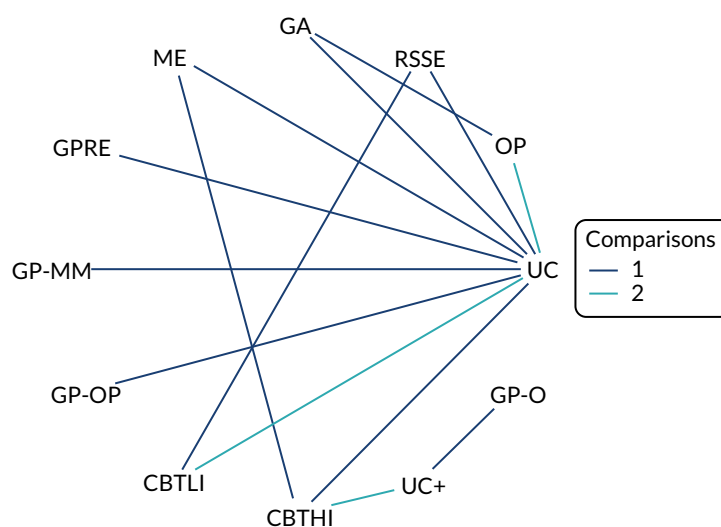 GA
ME
RSSE
GPRE
OP
GP-MM
UC
Comparisons
1
2
GP-OP
GP-O
CBTLI
UC+
CBTHI